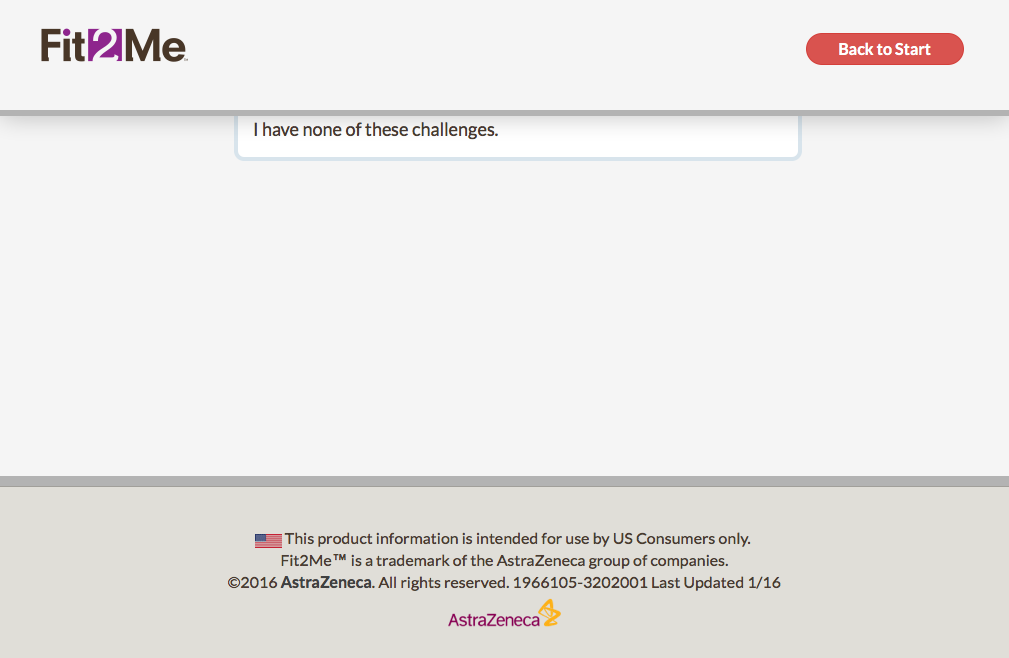 Fit2Me™
Back to Start
I have none of these challenges.
This product information is intended for use by US Consumers only.
Fit2Me™ is a trademark of the AstraZeneca group of companies.
©2016 AstraZeneca. All rights reserved. 1966105-3202001 Last Updated 1/16
AstraZeneca